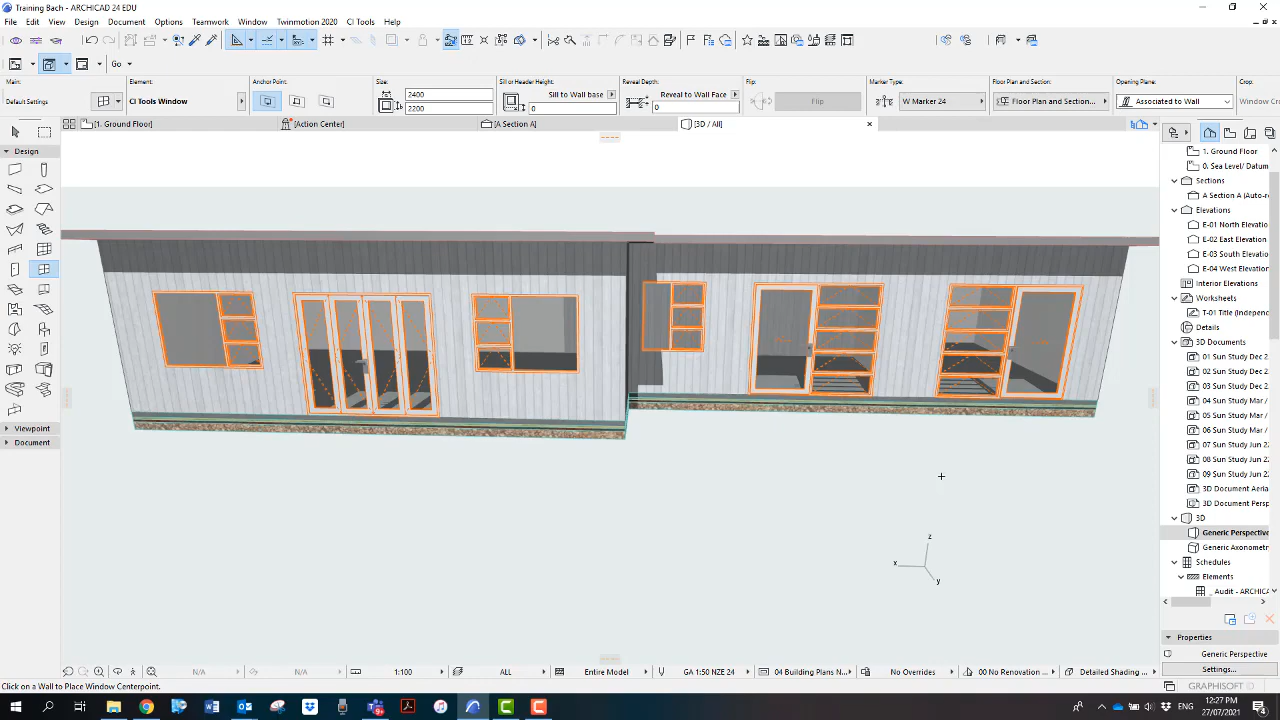 Training Bach - ARCHICAD 24 EDU
File Edit View Design Document Options Teamwork Window Twinmotion 2020 CI Tools Help
Go
Main: Element: Anchor Point: Size: Sill or Header Height: Reveal Depth: Flip: Marker Type: Floor Plan and Section: Opening Plane: Crop:
Default Settings CI Tools Window 2400 2200 Sill to Wall base 0 Reveal to Wall Face 0 Flip W Marker 24 Floor Plan and Section... Associated to Wall Window Cr
[1. Ground Floor] [Action Center] [A Section A] [3D / All]
Design
Viewpoint
Document
1. Ground Floor
0. Sea Level/ Datum
Sections
A Section A (Auto-r
Elevations
E-01 North Elevatio
E-02 East Elevation
E-03 South Elevatio
E-04 West Elevation
Interior Elevations
Worksheets
T-01 Title (Independ
Details
3D Documents
01 Sun Study Dec 2
02 Sun Study Dec 2
03 Sun Study Dec 2
04 Sun Study Mar /
05 Sun Study Mar /
06 Sun Study Mar /
07 Sun Study Jun 22
08 Sun Study Jun 22
09 Sun Study Jun 22
3D Document Aeria
3D Document Persp
3D
Generic Perspective
Generic Axonometr
Schedules
Elements
_ Audit - ARCHICA
Properties
Generic Perspective
Settings...
z
x
y
N/A N/A 1:100 ALL Entire Model GA 1:50 NZE 24... 04 Building Plans N... No Overrides 00 No Renovation ... Detailed Shading...
Click on a Wall to Place Window Centerpoint.
GRAPHISOFT
ENG
12:27 PM
27/07/2021